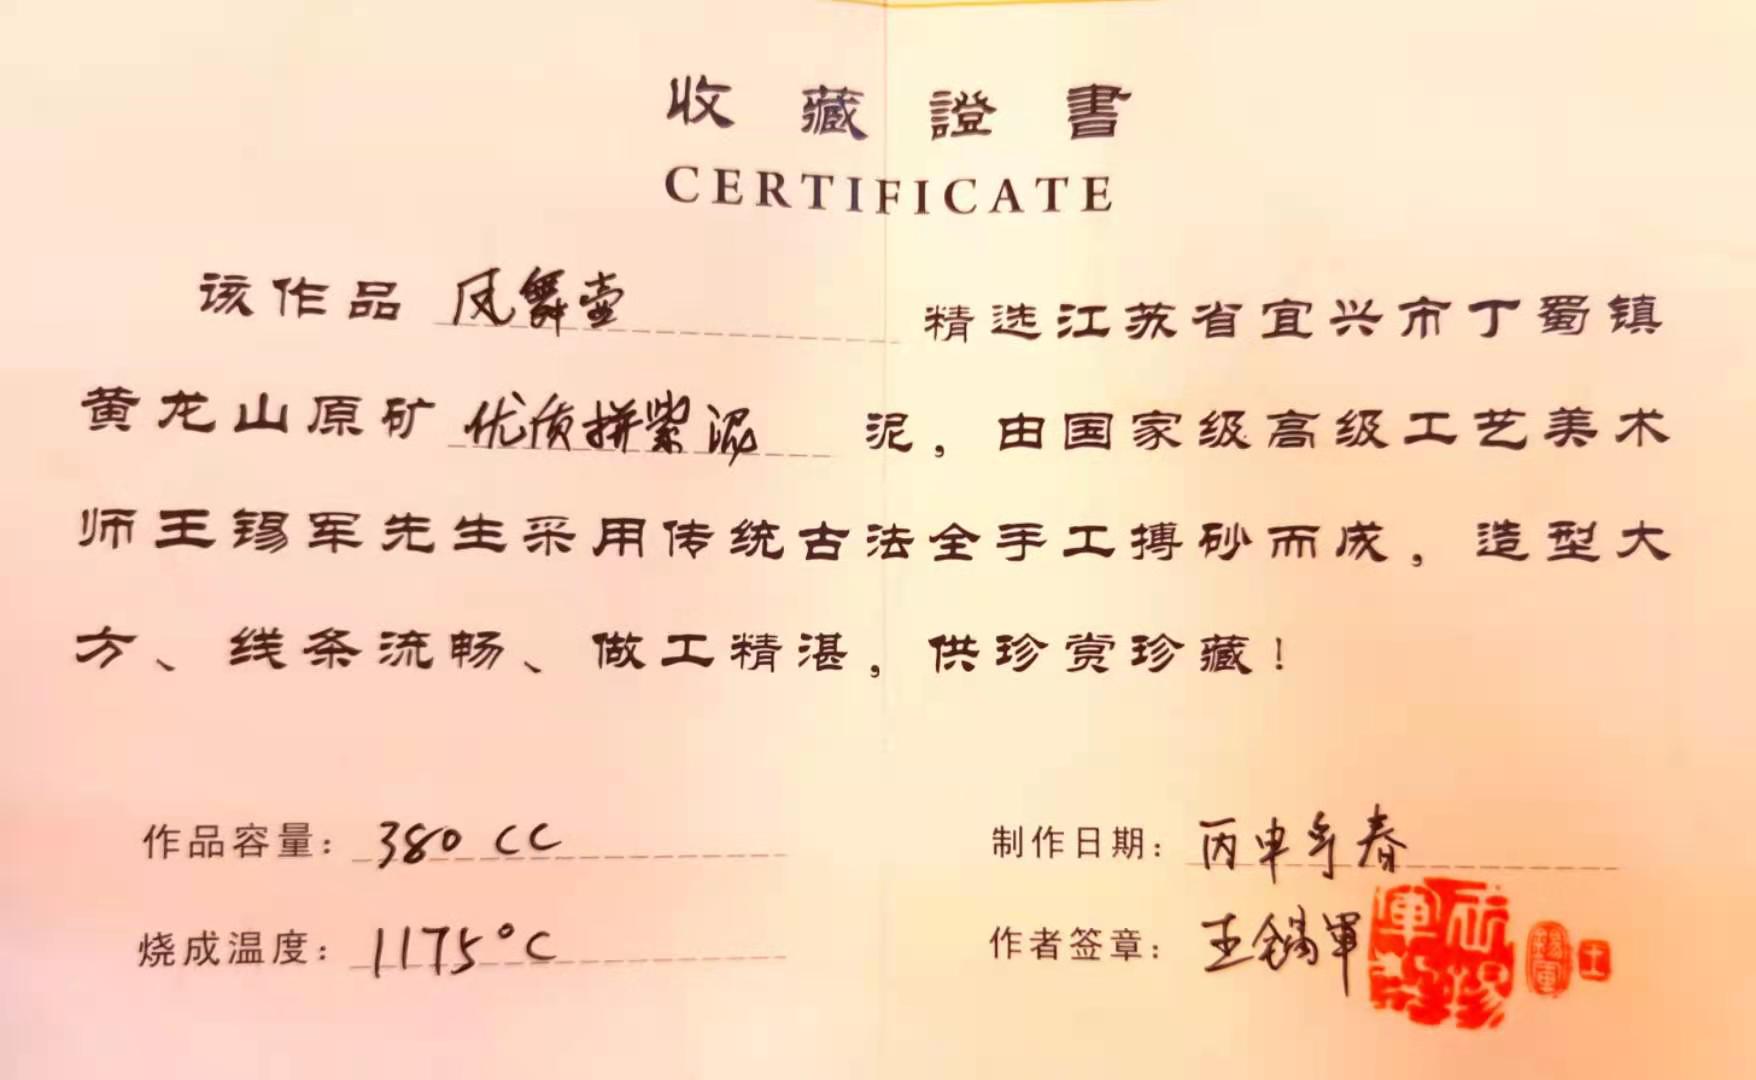 收藏證書
CERTIFICATE
该作品 凤舞壶 精选江苏省宜兴市丁蜀镇
黄龙山原矿 优质拼紫泥 泥，由国家级高级工艺美术
师王锡军先生采用传统古法全手工搏砂而成，造型大
方、线条流畅、做工精湛，供珍赏珍藏！
作品容量： 380 CC
制作日期： 丙申年春
烧成温度： 1175°C
作者签章： 王錫軍
錫軍
王